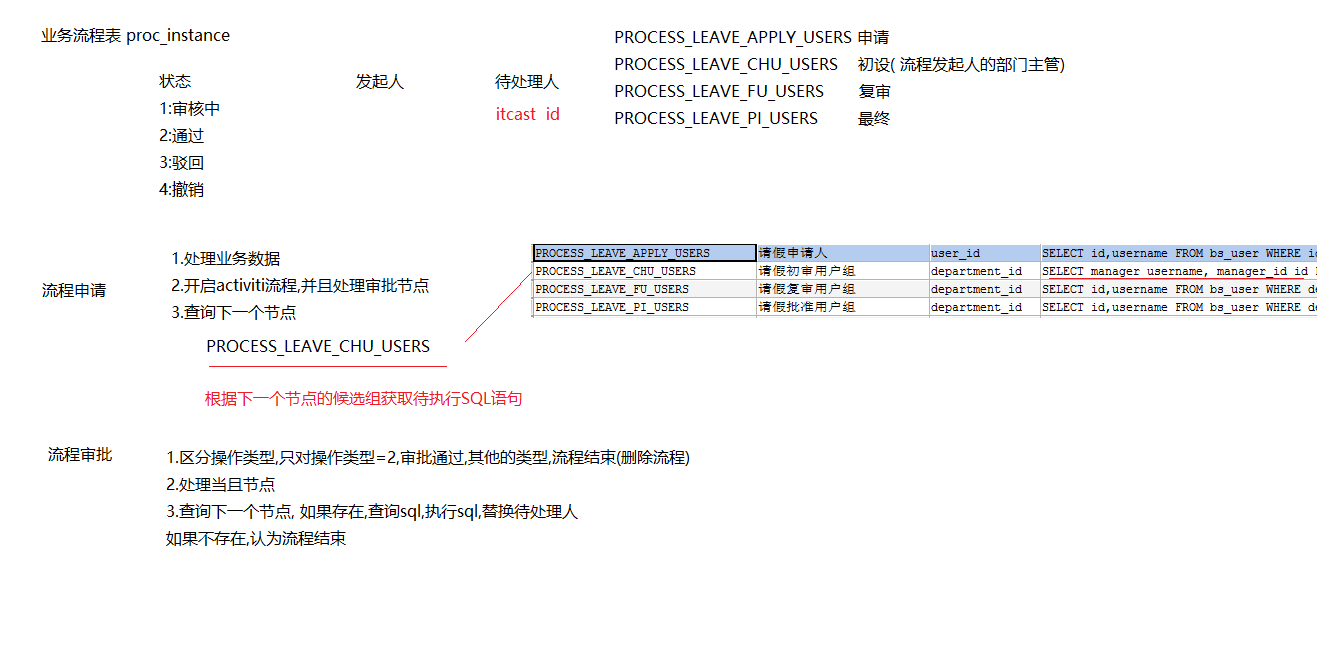 业务流程表 proc_instance
状态 发起人 待处理人
1:审核中 itcast id
2:通过
3:驳回
4:撤销
PROCESS_LEAVE_APPLY_USERS 申请
PROCESS_LEAVE_CHU_USERS 初设( 流程发起人的部门主管)
PROCESS_LEAVE_FU_USERS 复审
PROCESS_LEAVE_PI_USERS 最终
流程申请
1.处理业务数据
2.开启activiti流程,并且处理审批节点
3.查询下一个节点
PROCESS_LEAVE_CHU_USERS
根据下一个节点的候选组获取待执行SQL语句
PROCESS_LEAVE_APPLY_USERS 请假申请人 user_id SELECT id,username FROM bs_user WHERE id
PROCESS_LEAVE_CHU_USERS 请假初审用户组 department_id SELECT manager username, manager_id id
PROCESS_LEAVE_FU_USERS 请假复审用户组 department_id SELECT id,username FROM bs_user WHERE de
PROCESS_LEAVE_PI_USERS 请假批准用户组 department_id SELECT id,username FROM bs_user WHERE de
流程审批
1.区分操作类型,只对操作类型=2,审批通过,其他的类型,流程结束(删除流程)
2.处理当且节点
3.查询下一个节点, 如果存在,查询sql,执行sql,替换待处理人
如果不存在,认为流程结束